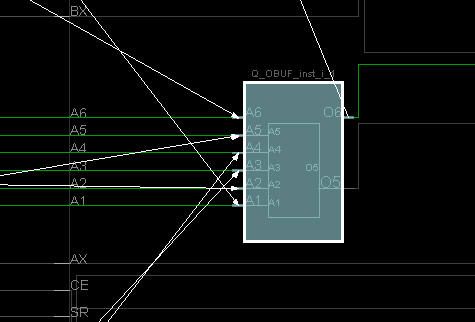 BX
Q_OBUF_inst_i_1
A6 A6 O6
A5 A5 A5
A4 A4 A4
A3 A3 A3 O5
A2 A2 A2 O5
A1 A1 A1
AX
CE
SR